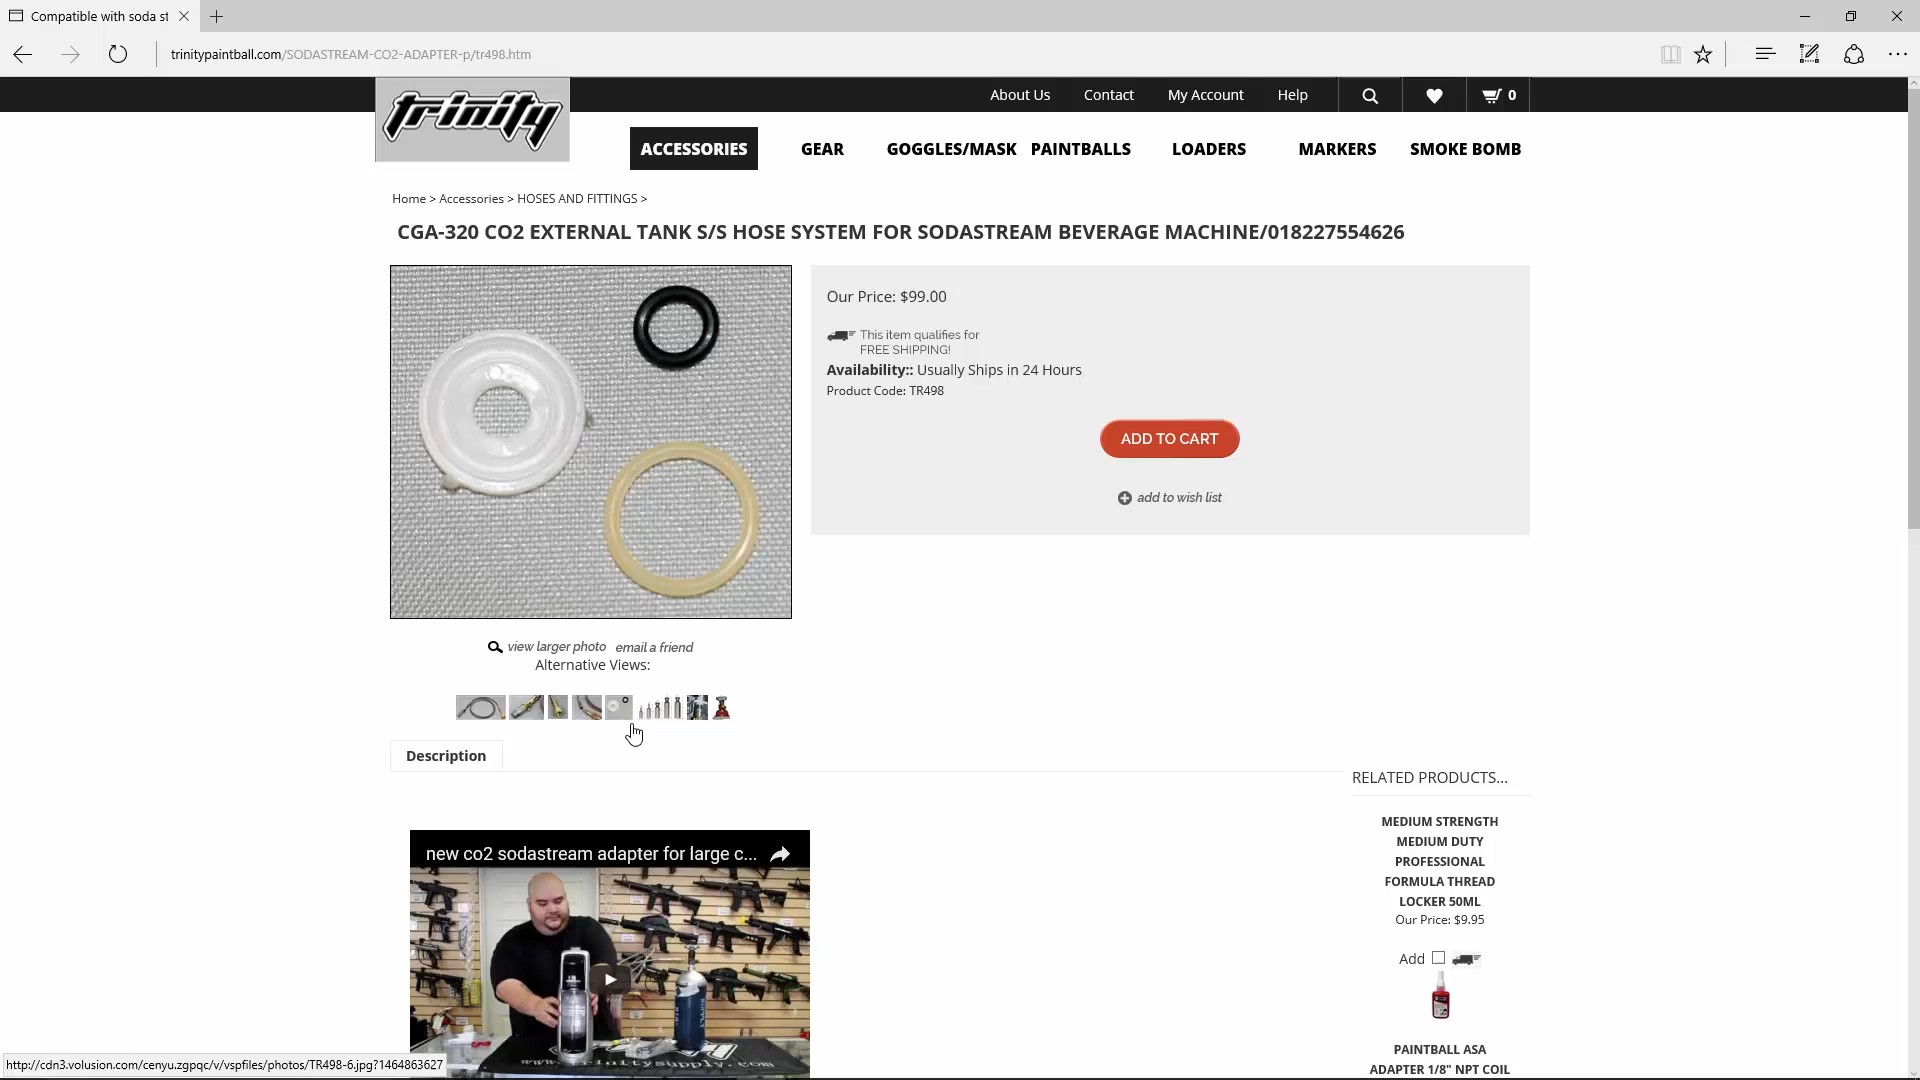 Compatible with soda st
trinitypaintball.com/SODASTREAM-CO2-ADAPTER-p/tr498.htm
trinity
About Us
Contact
My Account
Help
0
ACCESSORIES
GEAR
GOGGLES/MASK
PAINTBALLS
LOADERS
MARKERS
SMOKE BOMB
Home > Accessories > HOSES AND FITTINGS >
CGA-320 CO2 EXTERNAL TANK S/S HOSE SYSTEM FOR SODASTREAM BEVERAGE MACHINE/018227554626
Our Price: $99.00
This item qualifies for
FREE SHIPPING!
Availability:: Usually Ships in 24 Hours
Product Code: TR498
ADD TO CART
add to wish list
view larger photo
email a friend
Alternative Views:
Description
new co2 sodastream adapter for large c...
RELATED PRODUCTS...
MEDIUM STRENGTH
MEDIUM DUTY
PROFESSIONAL
FORMULA THREAD
LOCKER 50ML
Our Price: $9.95
Add
PAINTBALL ASA
ADAPTER 1/8" NPT COIL
http://cdn3.volusion.com/cenyu.zgpqc/v/vspfiles/photos/TR498-6.jpg?1464863627